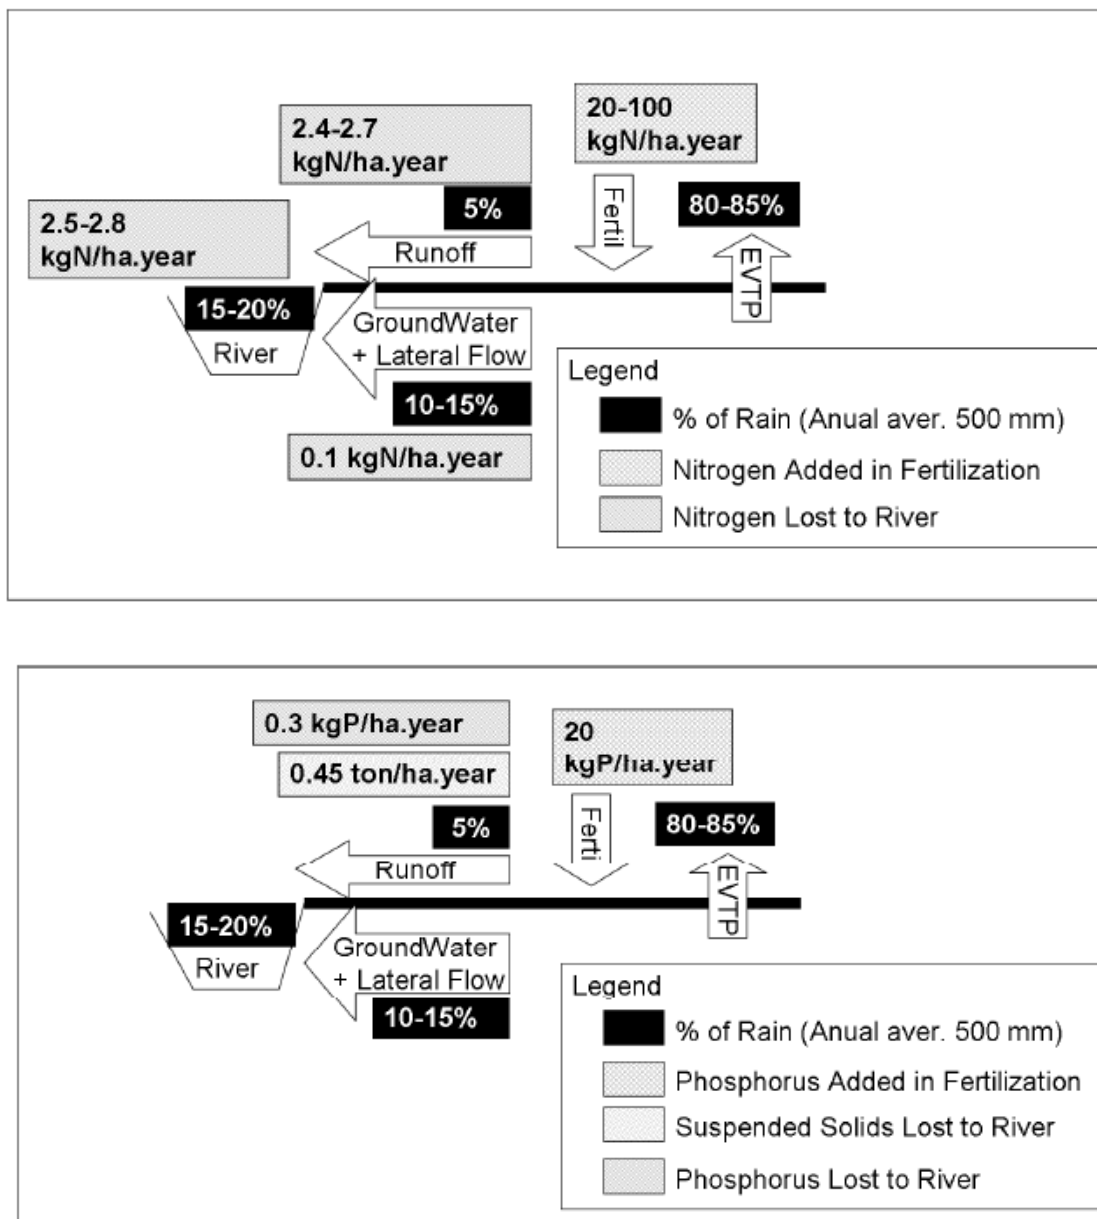 2.4-2.7
kgN/ha.year
20-100
kgN/ha.year
5%
Fertil
80-85%
2.5-2.8
kgN/ha.year
Runoff
EVTP
15-20%
River
GroundWater
+ Lateral Flow
10-15%
0.1 kgN/ha.year
Legend
% of Rain (Anual aver. 500 mm)
Nitrogen Added in Fertilization
Nitrogen Lost to River
0.3 kgP/ha.year
0.45 ton/ha.year
20
kgP/ha.year
5%
Ferti
80-85%
Runoff
EVTP
15-20%
River
GroundWater
+ Lateral Flow
10-15%
Legend
% of Rain (Anual aver. 500 mm)
Phosphorus Added in Fertilization
Suspended Solids Lost to River
Phosphorus Lost to River